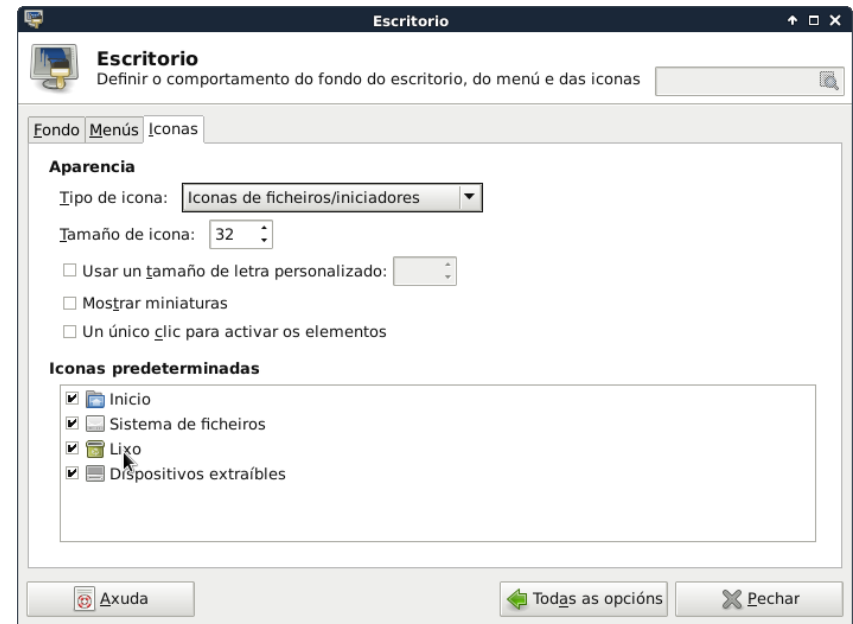 Escritorio
Escritorio
Definir o comportamento do fondo do escritorio, do menú e das iconas
Fondo Menús Iconas
Aparencia
Tipo de icona: Iconas de ficheiros/iniciadores
Tamaño de icona: 32
Usar un tamaño de letra personalizado:
Mostrar miniaturas
Un único clic para activar os elementos
Iconas predeterminadas
Inicio
Sistema de ficheiros
Lixo
Dispositivos extraíbles
Axuda Todas as opcións Pechar